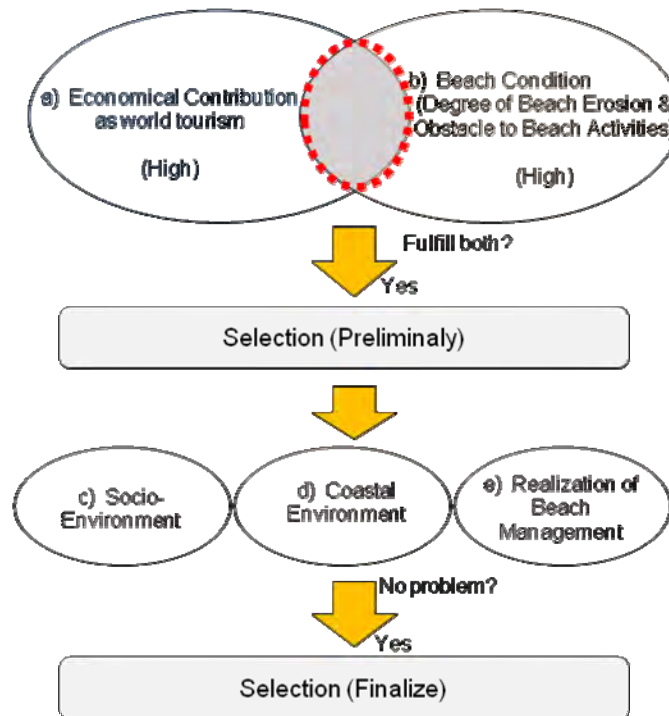 a) Economical Contribution
as world tourism
(High)
b) Beach Condition
(Degree of Beach Erosion &
Obstacle to Beach Activities)
(High)
Fulfill both?
Yes
Selection (Preliminaly)
c) Socio-
Environment
d) Coastal
Environment
e) Realization of
Beach
Management
No problem?
Yes
Selection (Finalize)